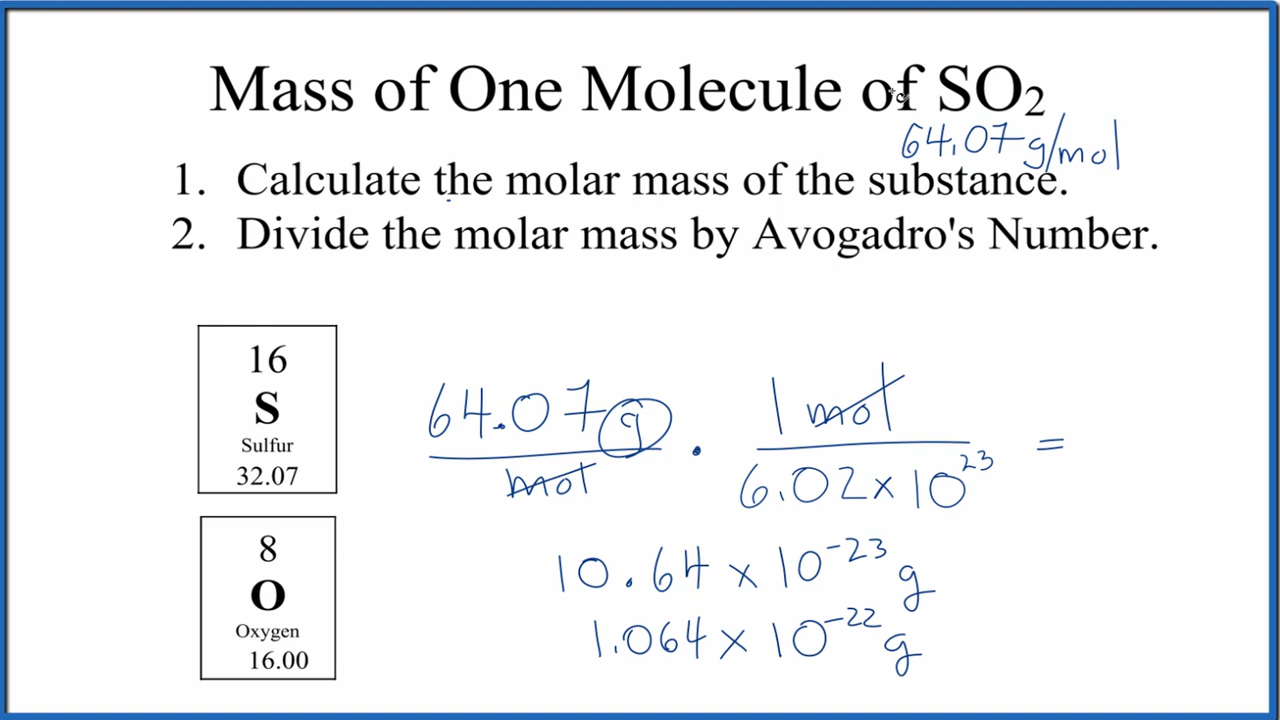 Mass of One Molecule of SO₂
64.07 g/mol
1. Calculate the molar mass of the substance.
2. Divide the molar mass by Avogadro's Number.
16
S
Sulfur
32.07
64.07 g / mol · 1 mol / 6.02 x 10²³ =
8
O
Oxygen
16.00
10.64 x 10⁻²³ g
1.064 x 10⁻²² g